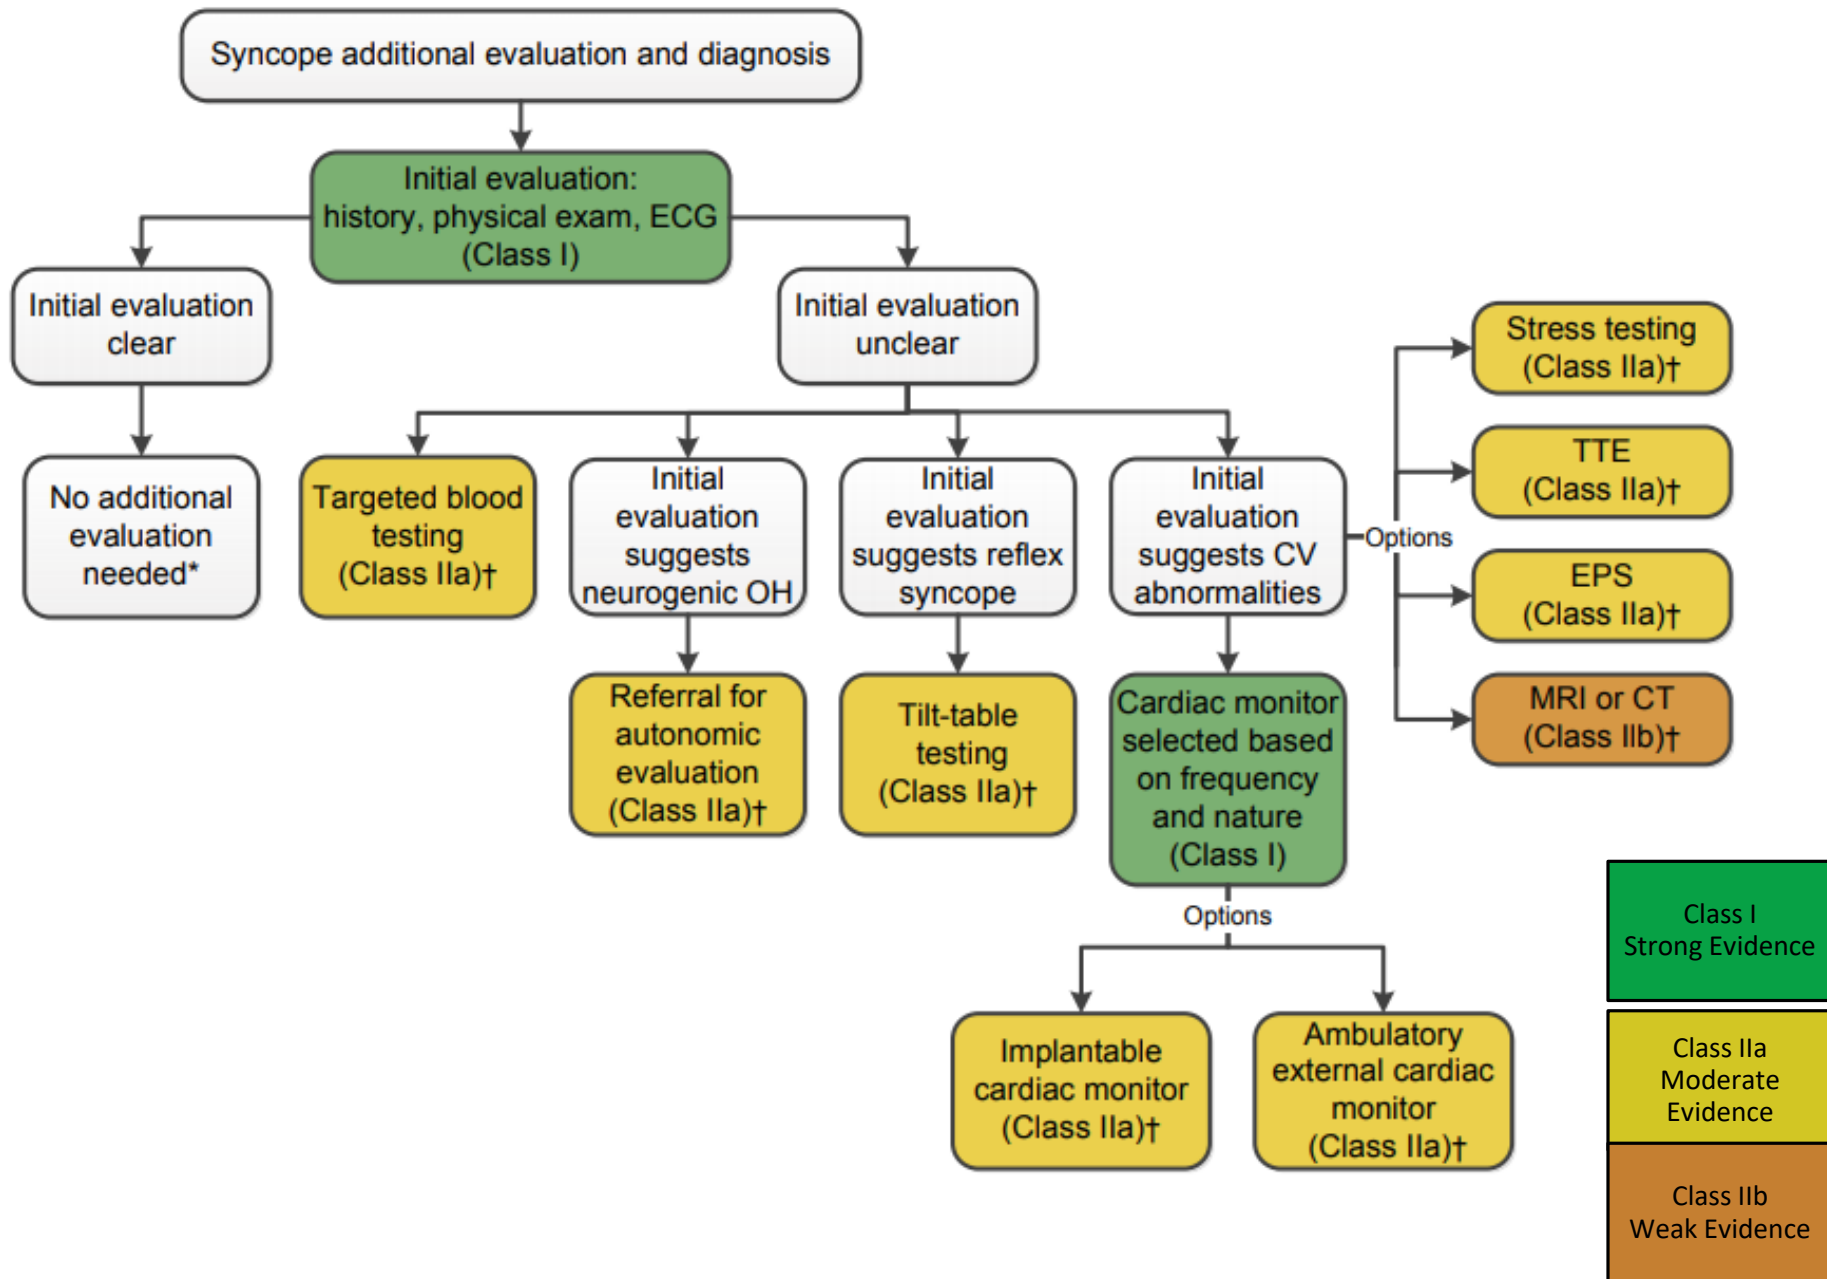 Syncope additional evaluation and diagnosis
Initial evaluation:
history, physical exam, ECG
(Class I)
Initial evaluation
clear
Initial evaluation
unclear
No additional
evaluation
needed*
Targeted blood
testing
(Class IIa)†
Initial
evaluation
suggests
neurogenic OH
Initial
evaluation
suggests reflex
syncope
Initial
evaluation
suggests CV
abnormalities
Options
Stress testing
(Class IIa)†
TTE
(Class IIa)†
EPS
(Class IIa)†
MRI or CT
(Class IIb)†
Referral for
autonomic
evaluation
(Class IIa)†
Tilt-table
testing
(Class IIa)†
Cardiac monitor
selected based
on frequency
and nature
(Class I)
Options
Implantable
cardiac monitor
(Class IIa)†
Ambulatory
external cardiac
monitor
(Class IIa)†
Class I
Strong Evidence
Class IIa
Moderate
Evidence
Class IIb
Weak Evidence